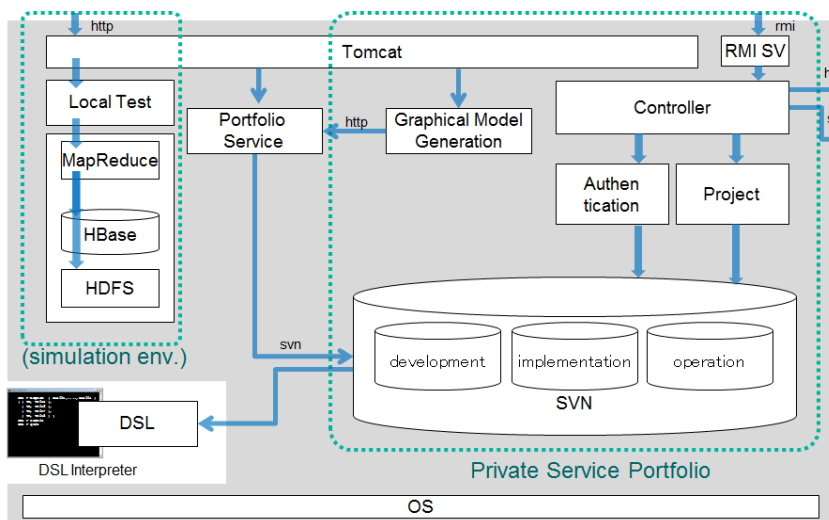 http
rmi
Tomcat
RMI SV
h
Local Test
Portfolio
Service
http
Graphical Model
Generation
Controller
s
MapReduce
Authen
tication
Project
HBase
HDFS
(simulation env.)
svn
development
implementation
operation
SVN
DSL
DSL Interpreter
Private Service Portfolio
OS